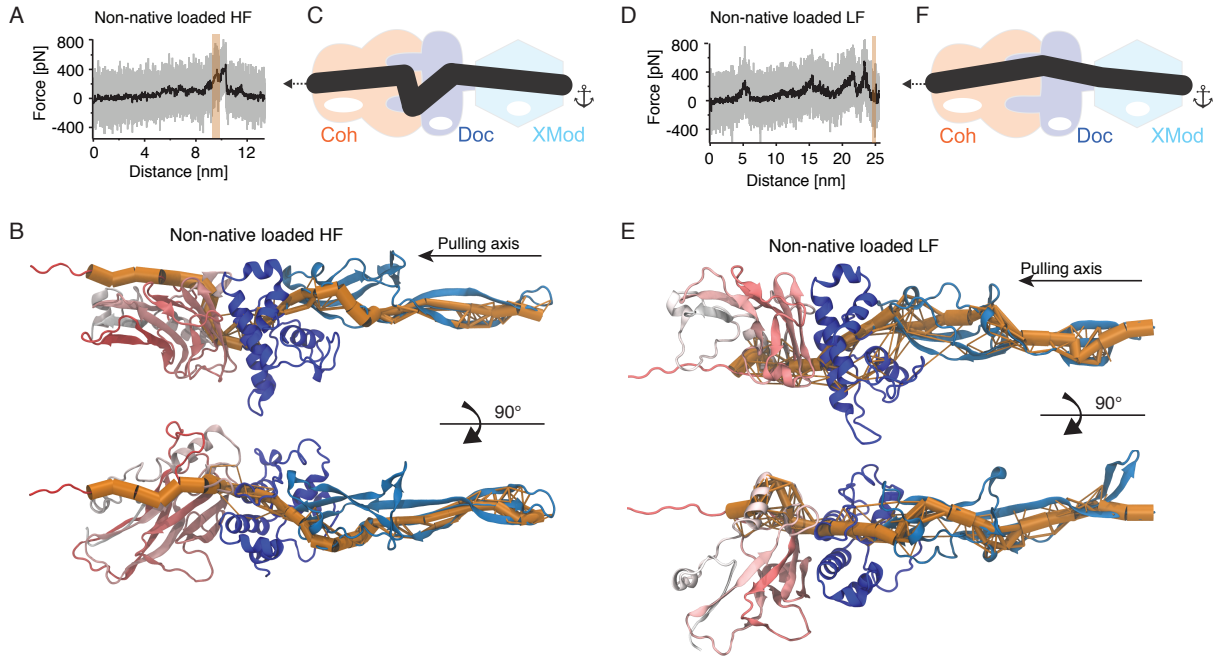 A
Non-native loaded HF
Force [pN]
800
400
0
-400
0
4
8
12
Distance [nm]
C
Coh
Doc
XMod
D
Non-native loaded LF
Force [pN]
800
400
0
-400
0
5
10
15
20
25
Distance [nm]
F
Coh
Doc
XMod
B
Non-native loaded HF
Pulling axis
90°
E
Non-native loaded LF
Pulling axis
90°